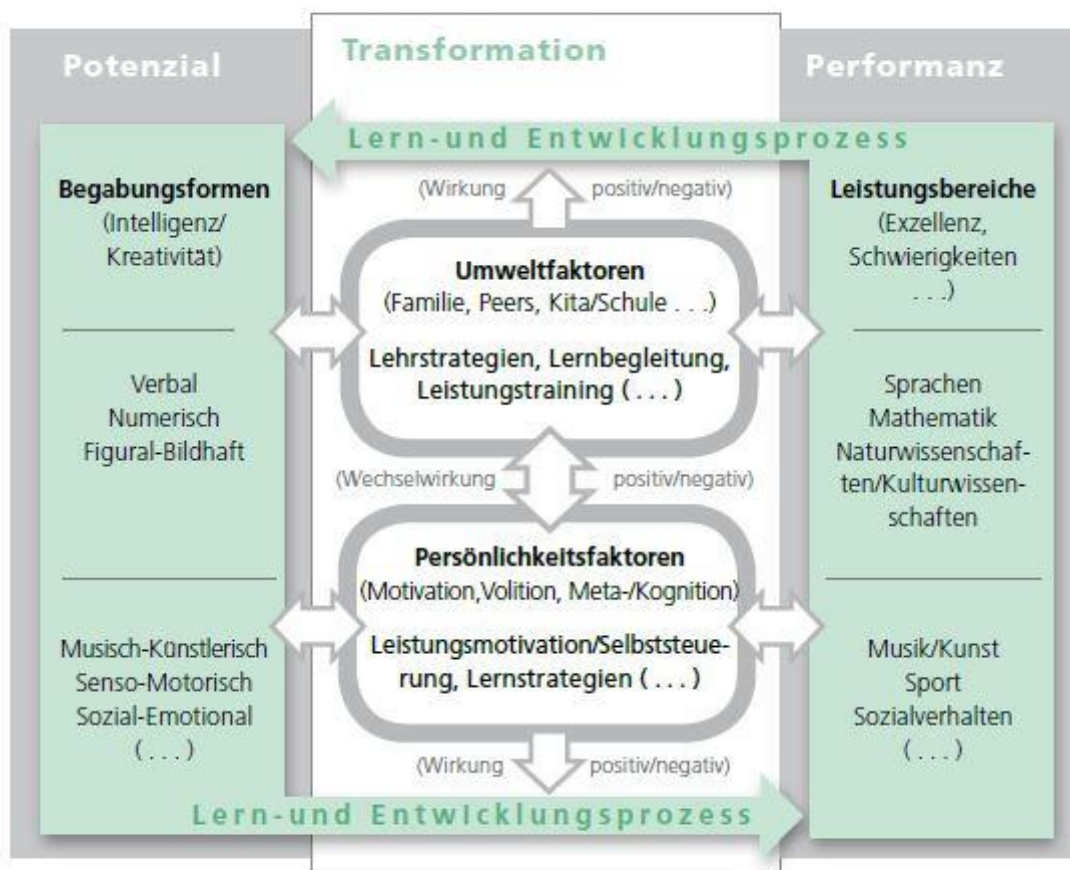 Potenzial
Transformation
Performanz
Lern-und Entwicklungsprozess
Begabungsformen
(Intelligenz/
Kreativität)
Verbal
Numerisch
Figural-Bildhaft
Musisch-Künstlerisch
Senso-Motorisch
Sozial-Emotional
(...)
(Wirkung positiv/negativ)
Umweltfaktoren
(Familie, Peers, Kita/Schule ...)
Lehrstrategien, Lernbegleitung,
Leistungstraining (...)
(Wechselwirkung positiv/negativ)
Persönlichkeitsfaktoren
(Motivation,Volition, Meta-/Kognition)
Leistungsmotivation/Selbststeue-
rung, Lernstrategien (...)
(Wirkung positiv/negativ)
Leistungsbereiche
(Exzellenz,
Schwierigkeiten
...)
Sprachen
Mathematik
Naturwissenschaf-
ten/Kulturwissen-
schaften
Musik/Kunst
Sport
Sozialverhalten
(...)
Lern-und Entwicklungsprozess